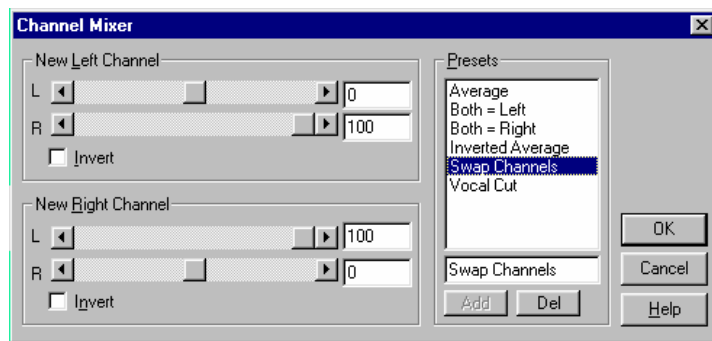 Channel Mixer
New Left Channel
L 0
R 100
Invert
New Right Channel
L 100
R 0
Invert
Presets
Average
Both = Left
Both = Right
Inverted Average
Swap Channels
Vocal Cut
Swap Channels
Add Del
OK
Cancel
Help